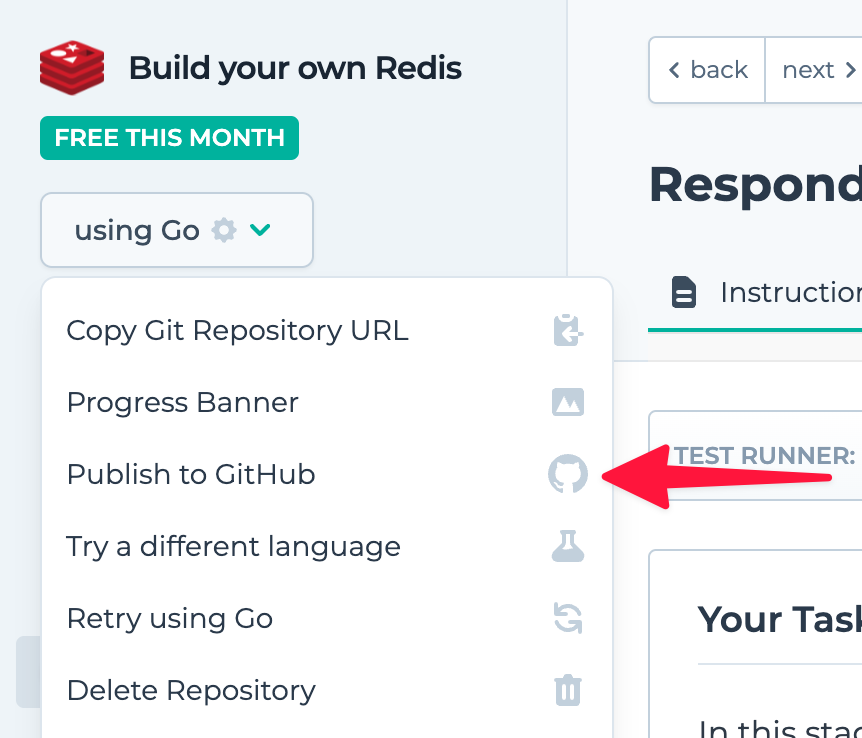 Build your own Redis
FREE THIS MONTH
using Go
Copy Git Repository URL
Progress Banner
Publish to GitHub
Try a different language
Retry using Go
Delete Repository
back
next
Respond
Instruction
TEST RUNNER:
Your Task
In this stag